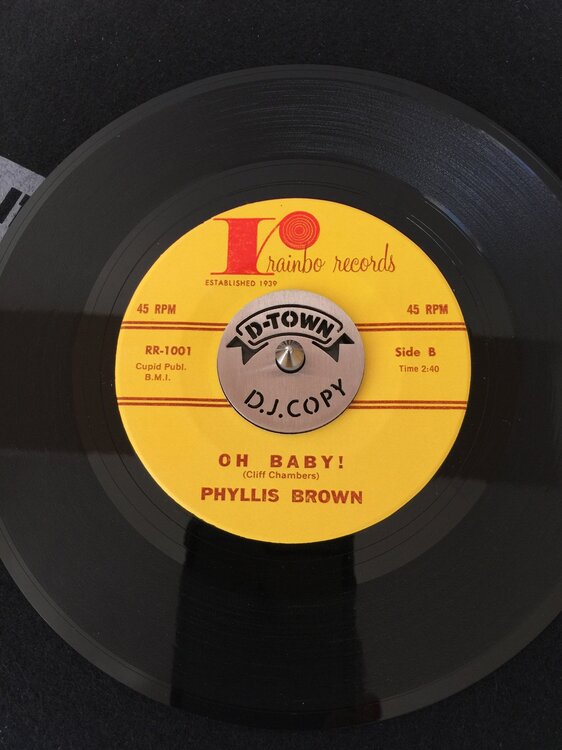 r rainbo records
ESTABLISHED 1939
45 RPM 45 RPM
D-TOWN
D.J.COPY
RR-1001 Side B
Cupid Publ. Time 2:40
B.M.I.
OH BABY!
(Cliff Chambers)
PHYLLIS BROWN